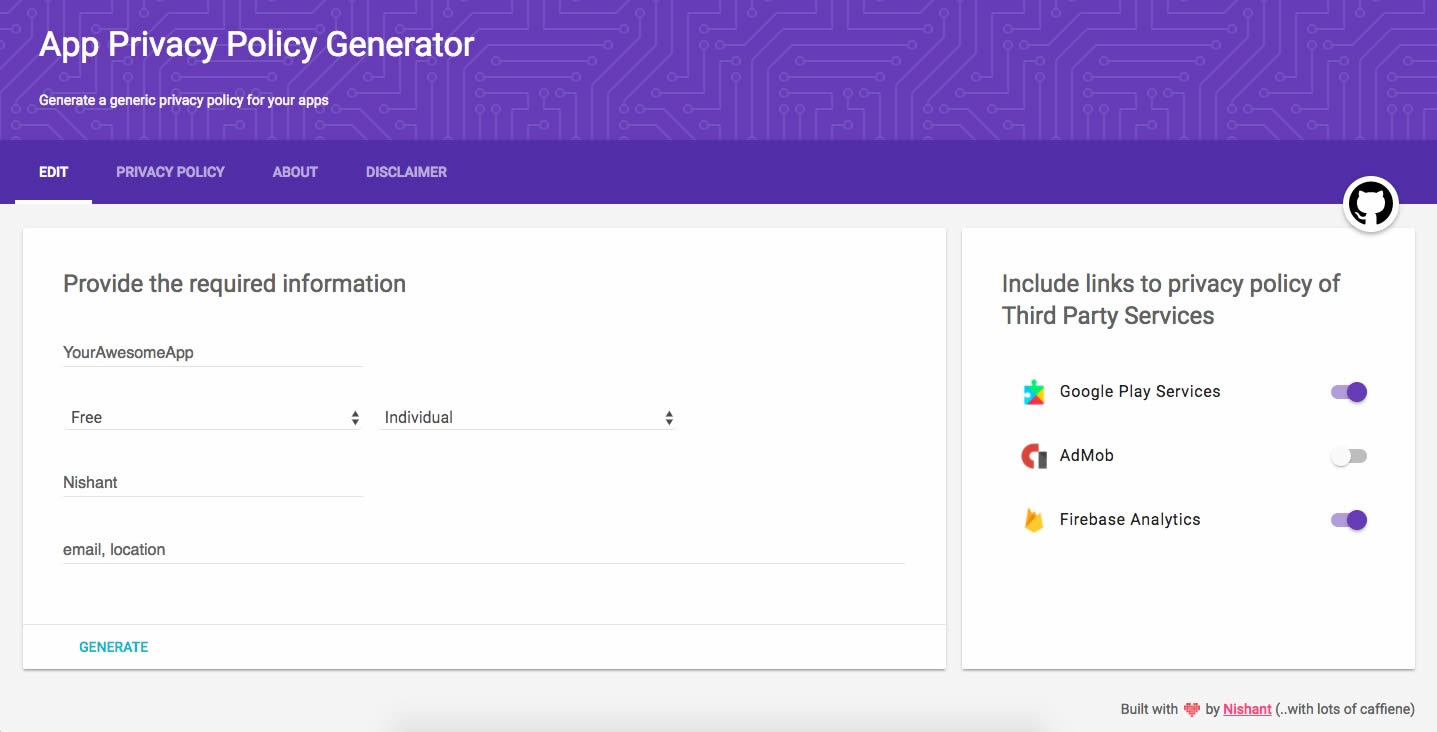 App Privacy Policy Generator
Generate a generic privacy policy for your apps
EDIT PRIVACY POLICY ABOUT DISCLAIMER
Provide the required information
YourAwesomeApp
Free Individual
Nishant
email, location
GENERATE
Include links to privacy policy of
Third Party Services
Google Play Services
AdMob
Firebase Analytics
Built with by Nishant (..with lots of caffiene)